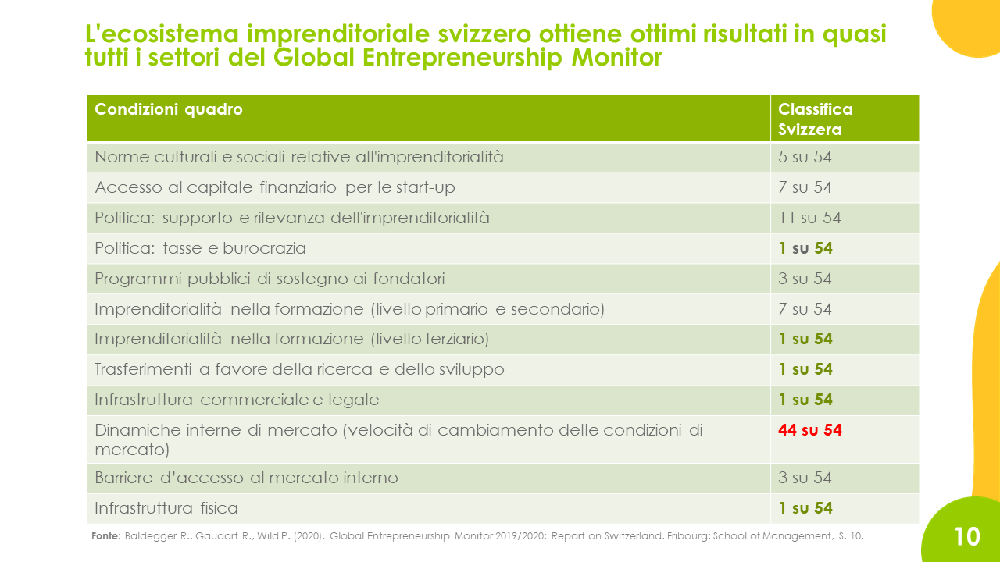 L'ecosistema imprenditoriale svizzero ottiene ottimi risultati in quasi
tutti i settori del Global Entrepreneurship Monitor
Condizioni quadro
Classifica
Svizzera
Norme culturali e sociali relative all'imprenditorialità
5 su 54
Accesso al capitale finanziario per le start-up
7 su 54
Politica: supporto e rilevanza dell'imprenditorialità
11 su 54
Politica: tasse e burocrazia
1 su 54
Programmi pubblici di sostegno ai fondatori
3 su 54
Imprenditorialità nella formazione (livello primario e secondario)
7 su 54
Imprenditorialità nella formazione (livello terziario)
1 su 54
Trasferimenti a favore della ricerca e dello sviluppo
1 su 54
Infrastruttura commerciale e legale
1 su 54
Dinamiche interne di mercato (velocità di cambiamento delle condizioni di
mercato)
44 su 54
Barriere d’accesso al mercato interno
3 su 54
Infrastruttura fisica
1 su 54
Fonte: Baldegger R., Gaudart R., Wild P. (2020). Global Entrepreneurship Monitor 2019/2020: Report on Switzerland. Fribourg: School of Management, S. 10.
10